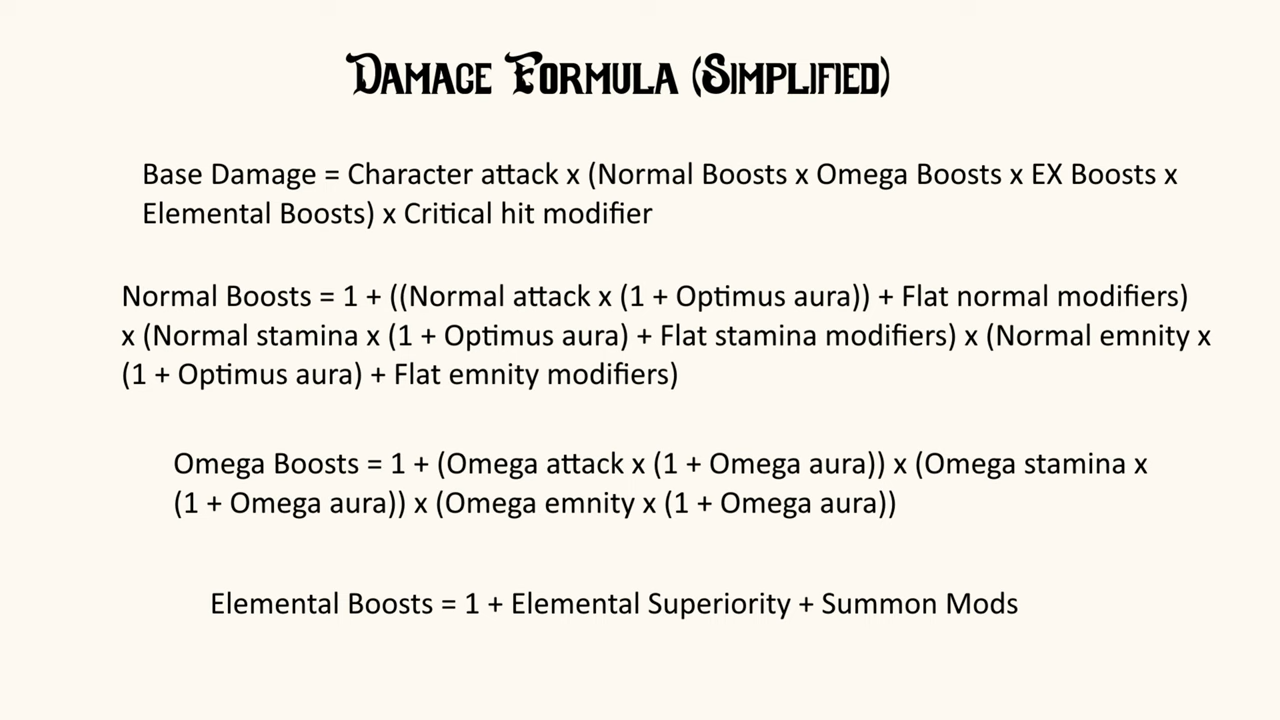 Damage Formula (Simplified)
Base Damage = Character attack x (Normal Boosts x Omega Boosts x EX Boosts x
Elemental Boosts) x Critical hit modifier
Normal Boosts = 1 + ((Normal attack x (1 + Optimus aura)) + Flat normal modifiers)
x (Normal stamina x (1 + Optimus aura) + Flat stamina modifiers) x (Normal emnity x
(1 + Optimus aura) + Flat emnity modifiers)
Omega Boosts = 1 + (Omega attack x (1 + Omega aura)) x (Omega stamina x
(1 + Omega aura)) x (Omega emnity x (1 + Omega aura))
Elemental Boosts = 1 + Elemental Superiority + Summon Mods